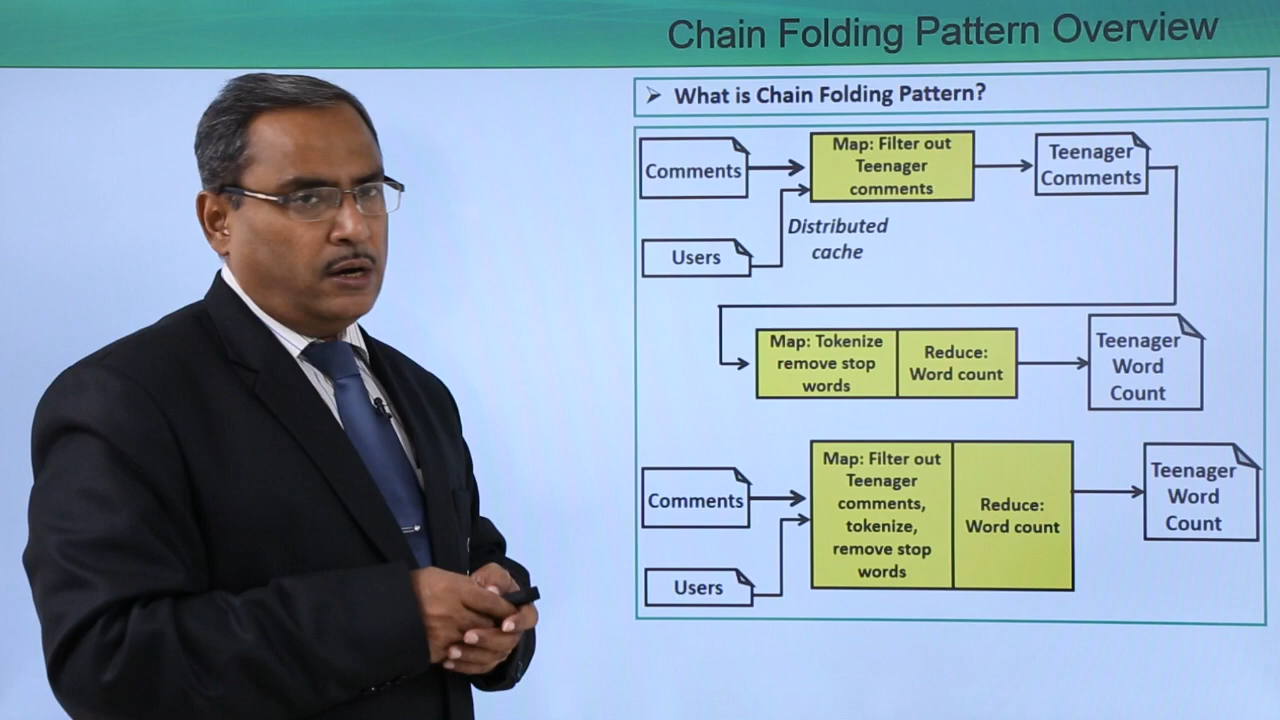 Chain Folding Pattern Overview
➢ What is Chain Folding Pattern?
Comments
Map: Filter out
Teenager
comments
Teenager
Comments
Distributed
cache
Users
Map: Tokenize
remove stop
words
Reduce:
Word count
Teenager
Word
Count
Comments
Map: Filter out
Teenager
comments,
tokenize,
remove stop
words
Reduce:
Word count
Teenager
Word
Count
Users